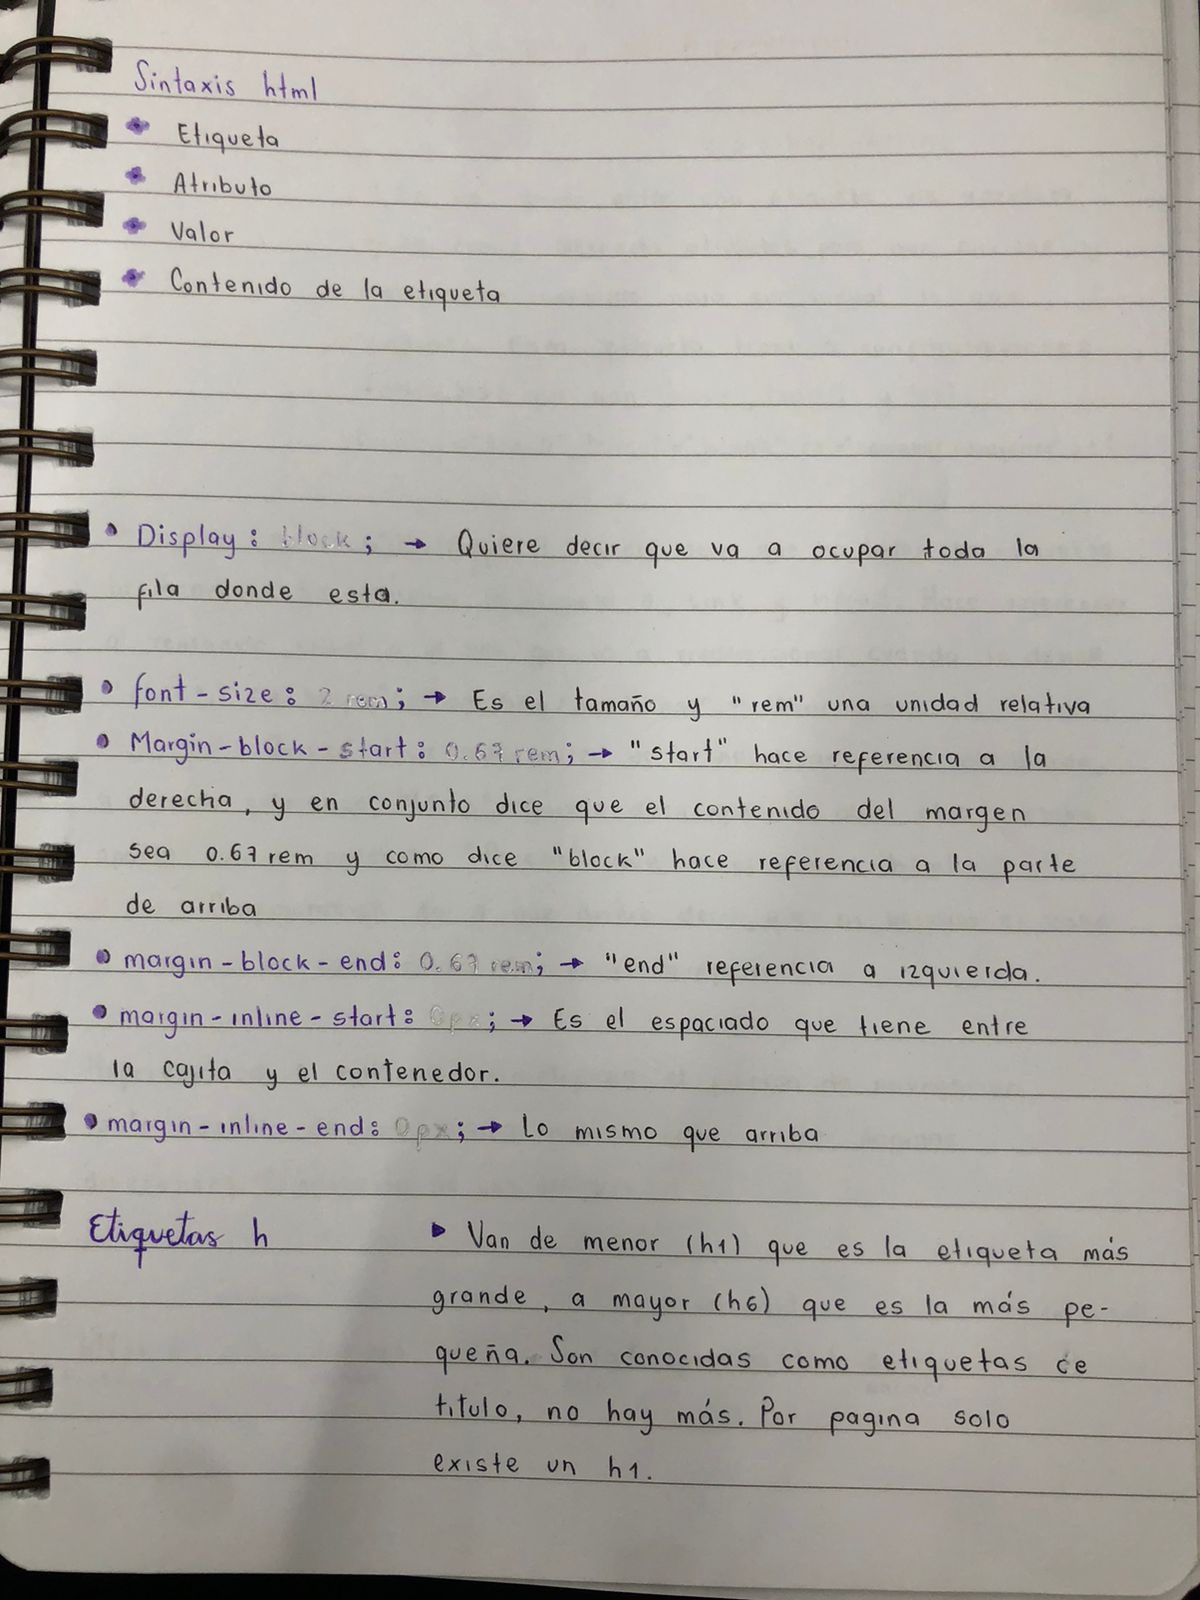 Sintaxis html
Etiqueta
Atributo
Valor
Contenido de la etiqueta
• Display: block; → Quiere decir que va a ocupar toda la
fila donde esta.
• font-size: 2 rem; → Es el tamaño y "rem" una unidad relativa
• Margin-block-start: 0.67 rem; → "start" hace referencia a la
derecha, y en conjunto dice que el contenido del margen
sea 0.67 rem y como dice "block" hace referencia a la parte
de arriba
• margin-block-end: 0.67 rem; → "end" referencia a izquierda.
• margin-inline-start: 0px; → Es el espaciado que tiene entre
la cajita y el contenedor.
• margin-inline-end: 0px; → Lo mismo que arriba
Etiquetas h
▸ Van de menor (h1) que es la etiqueta más
grande, a mayor (h6) que es la más pe-
queña. Son conocidas como etiquetas de
titulo, no hay más. Por pagina solo
existe un h1.